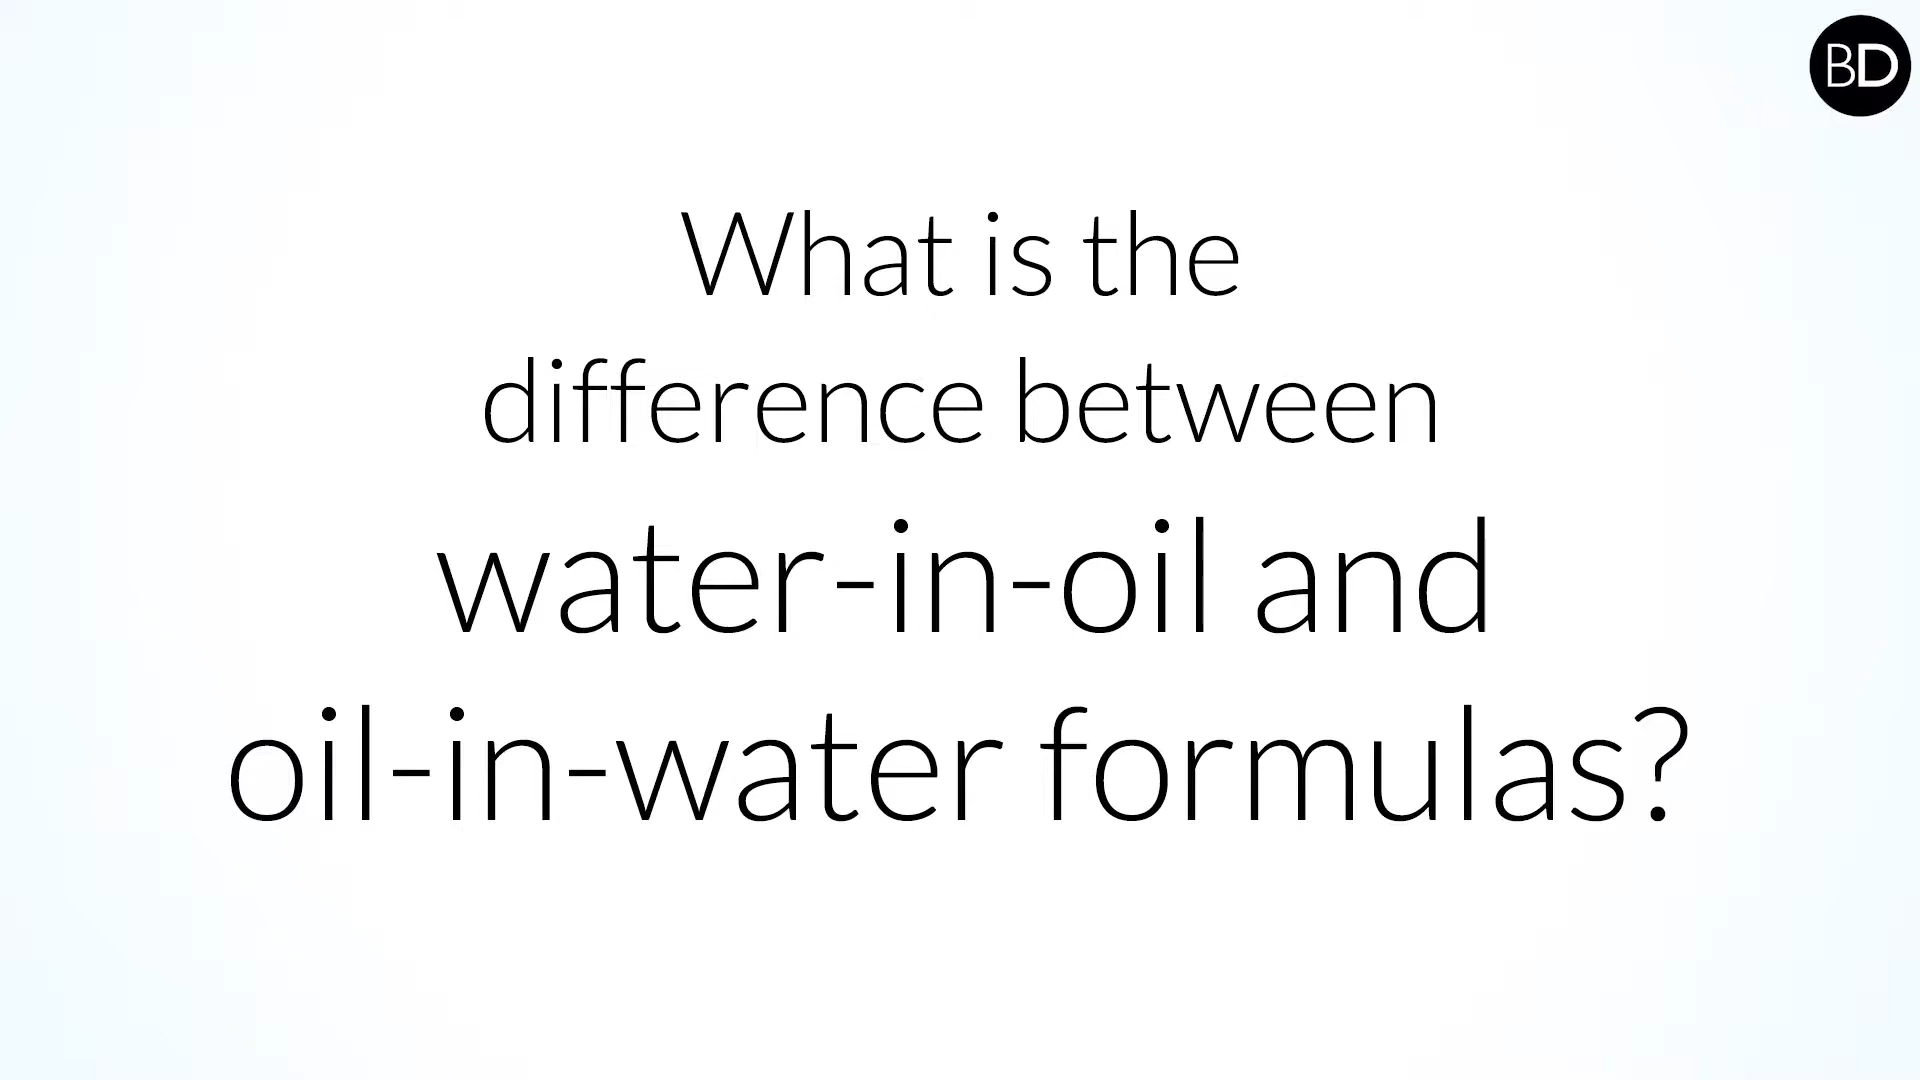 BD
What is the
difference between
water-in-oil and
oil-in-water formulas?